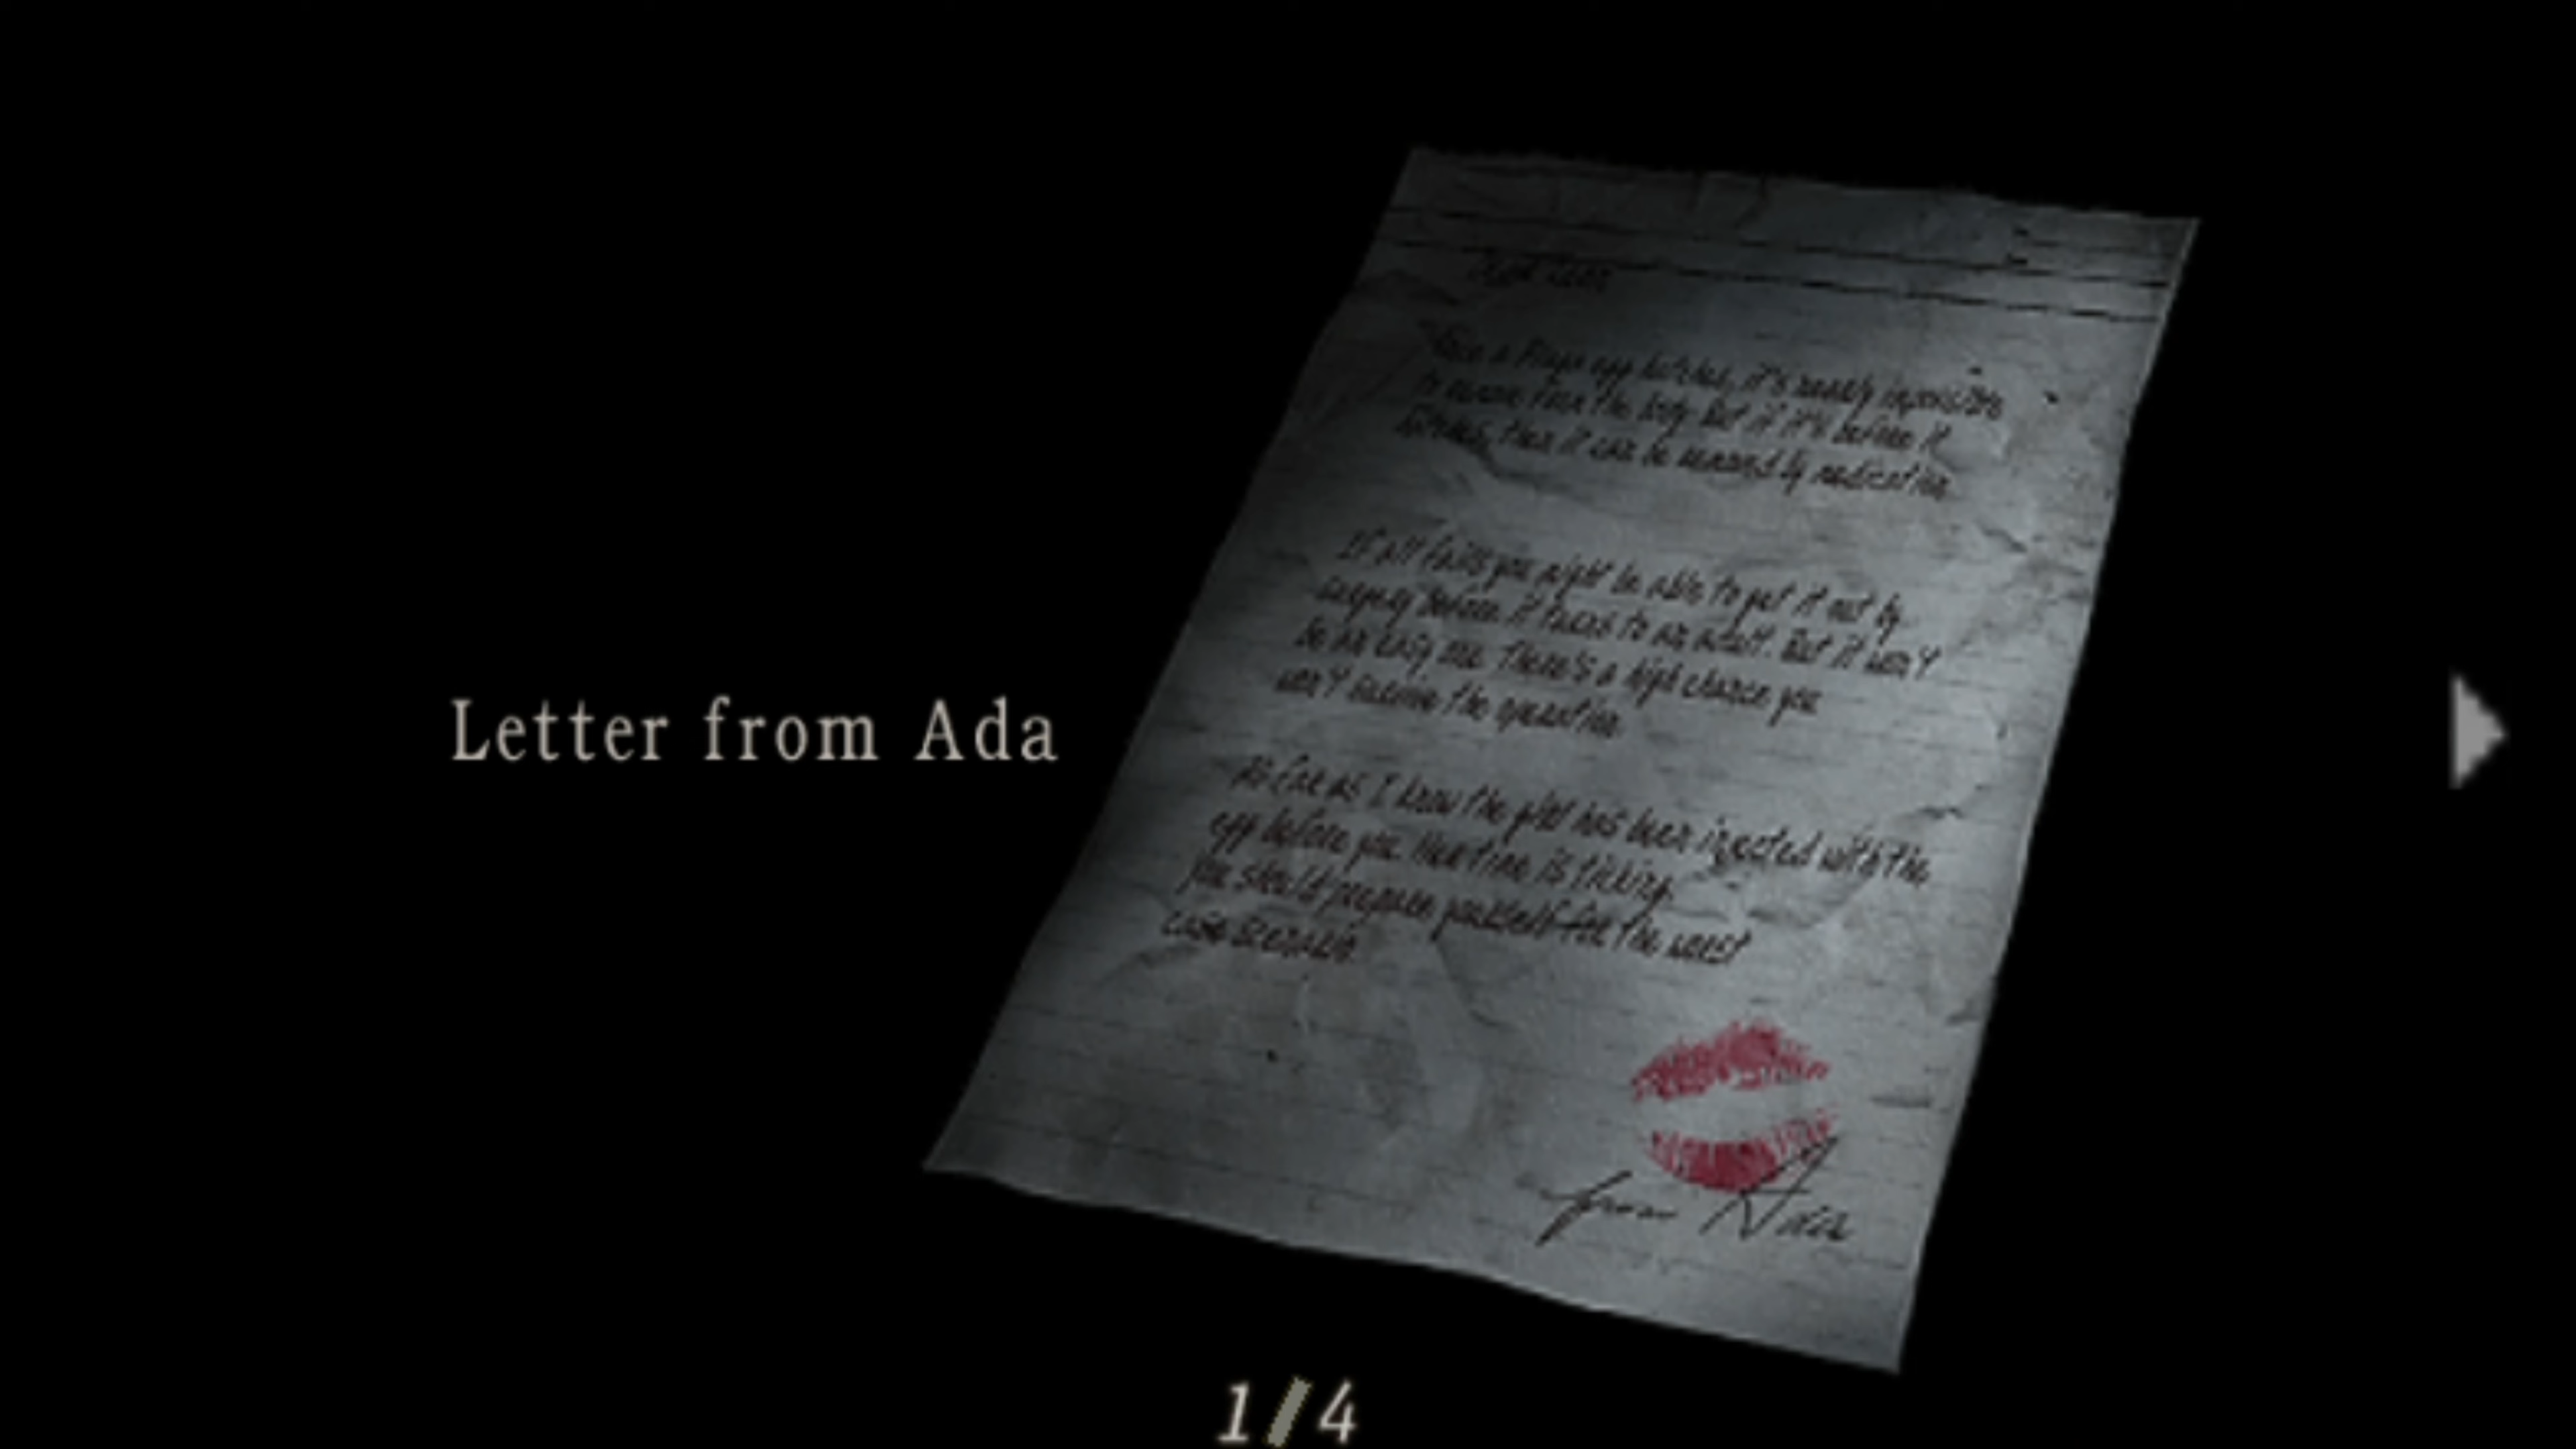 Letter from Ada
Once a Plaga egg hatches, it's nearly impossible
to remove from the body. But if it's before it
hatches, then it can be removed by medication.
If all fails you might be able to get it out by
surgery before it turns to an adult. But it won't
be an easy one. There's a high chance you
won't survive the operation.
As far as I know the girl has been injected with the
egg before you. Her time is ticking.
You should prepare yourself for the worst
case scenario.
from Ada
1/4